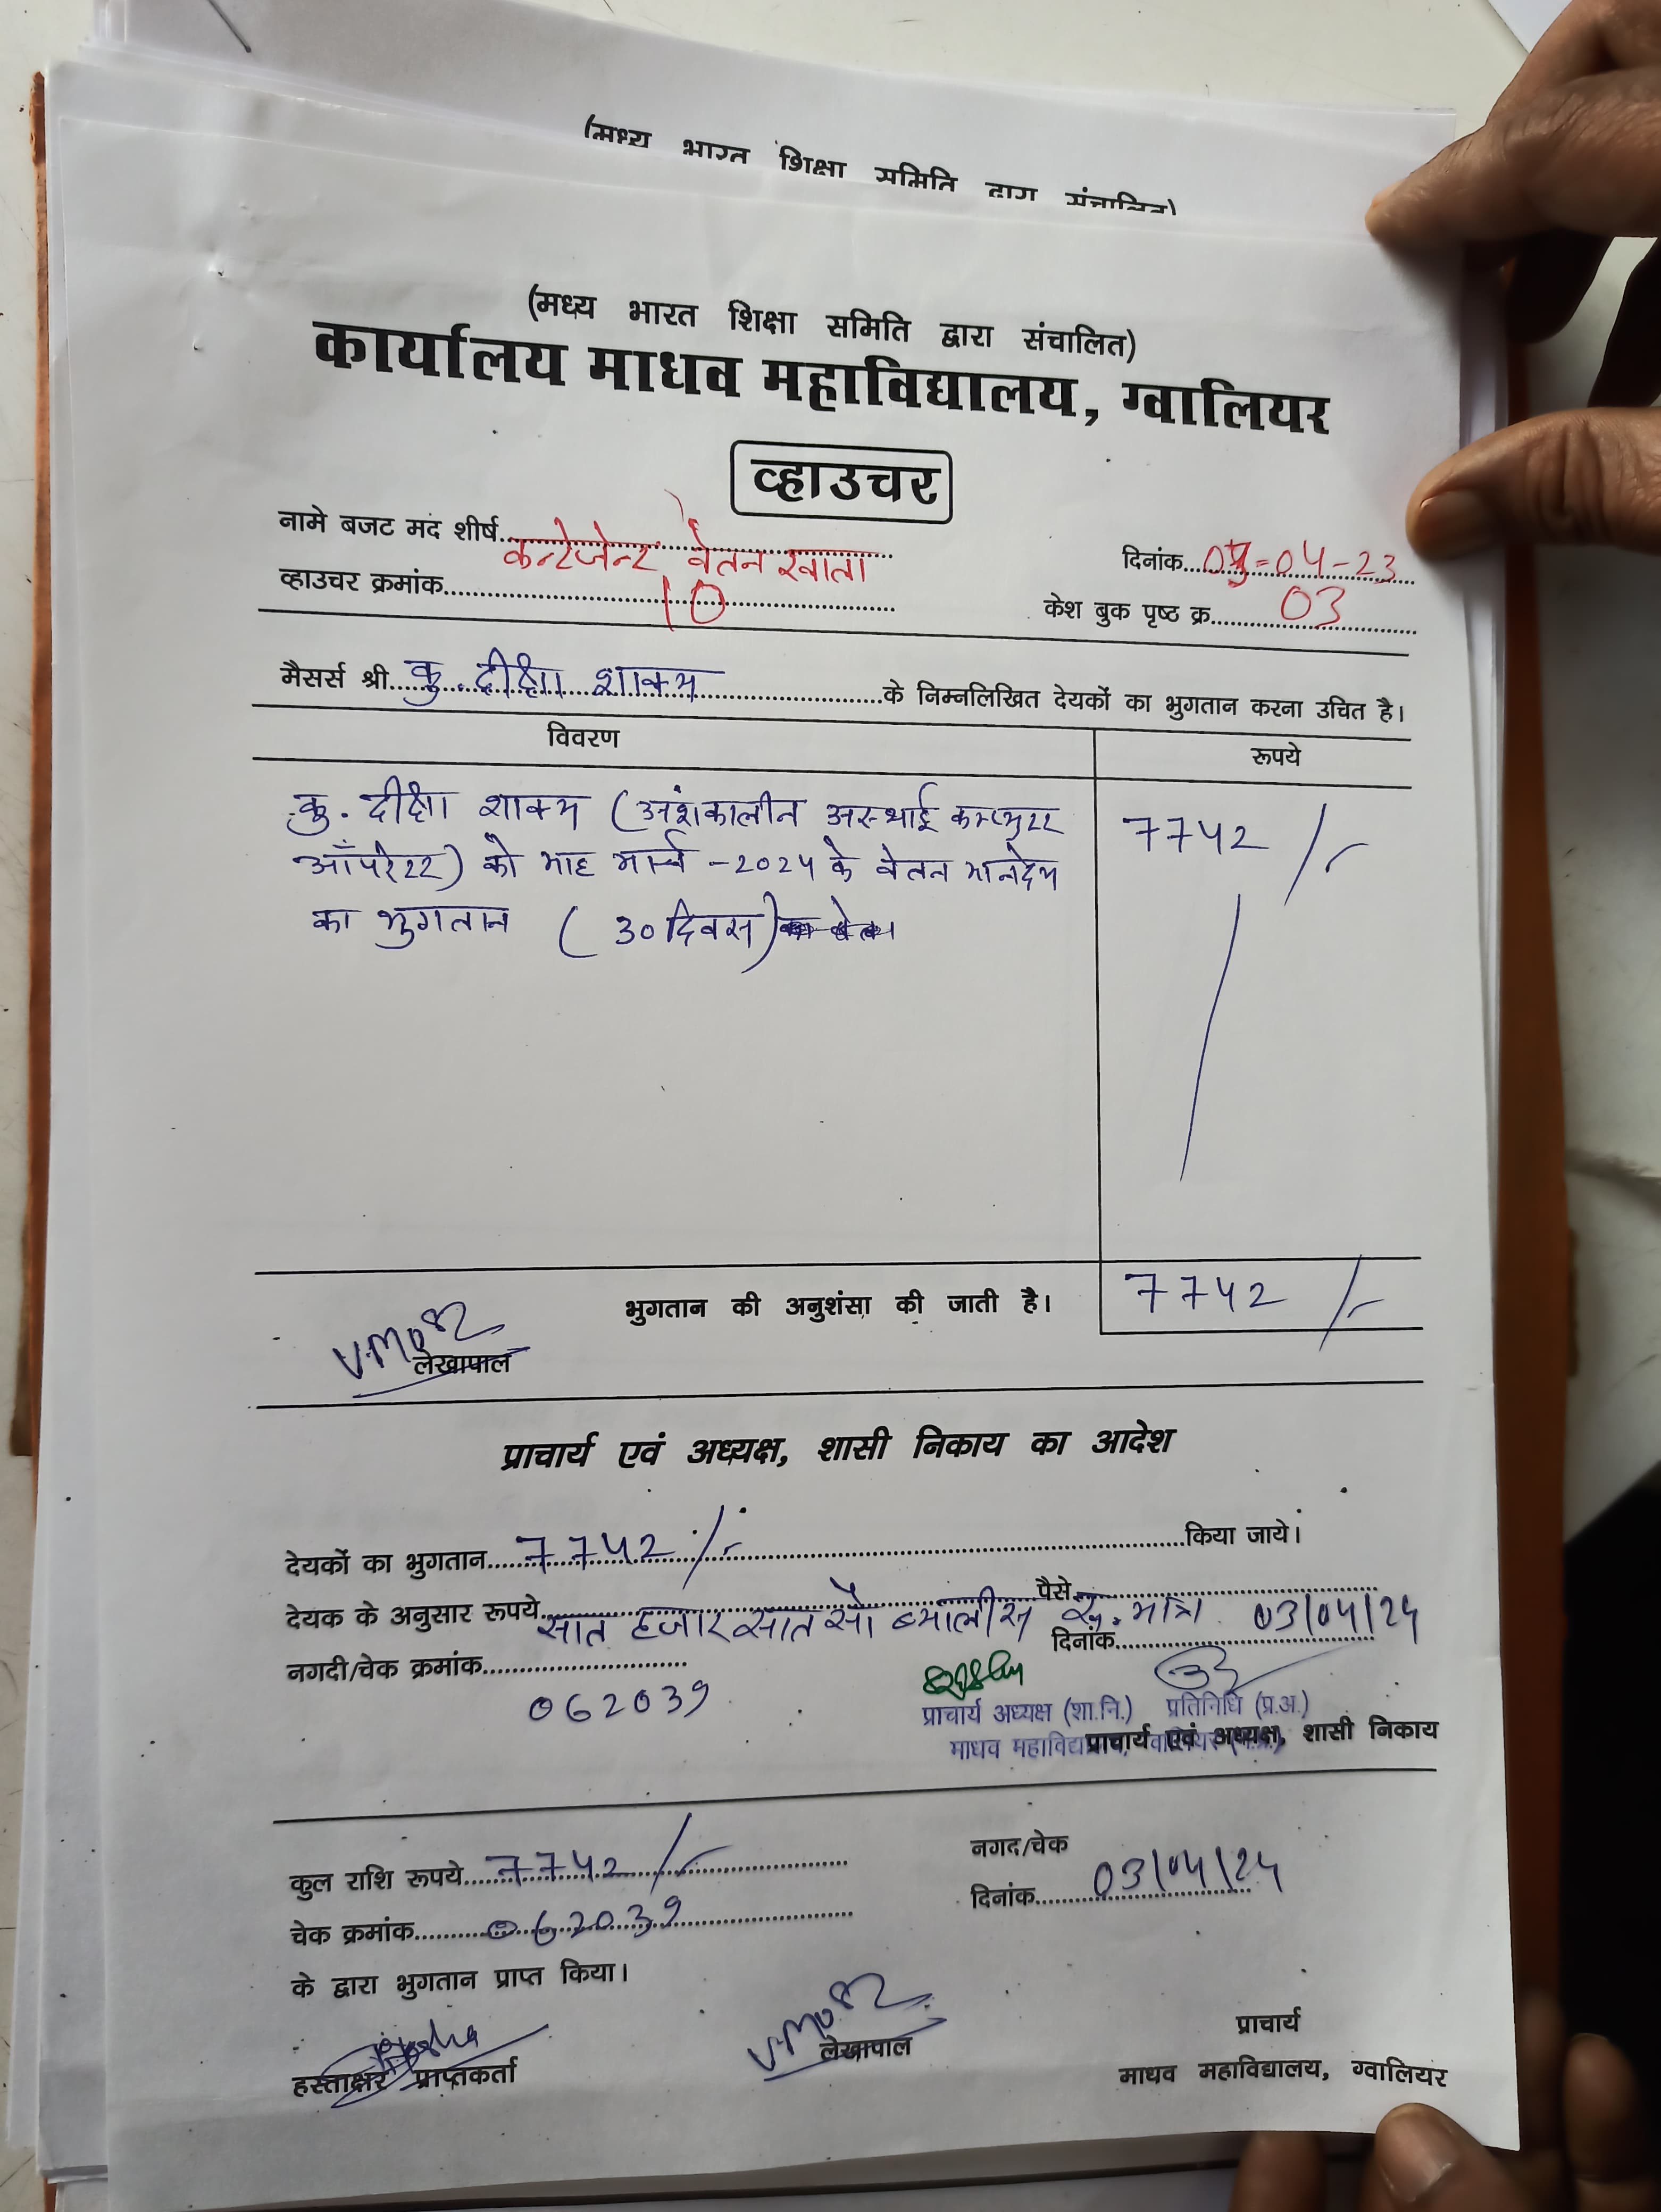 (मध्य भारत शिक्षा समिति द्वारा संचालित)
(मध्य भारत शिक्षा समिति द्वारा संचालित)
कार्यालय माधव महाविद्यालय, ग्वालियर
व्हाउचर
नामे बजट मद शीर्ष कन्टेजेन्ट वेतन खाता
दिनांक 03-04-23
व्हाउचर क्रमांक 10
केश बुक पृष्ठ क्र. 03
मैसर्स श्री कु. दीक्षा शाक्य के निम्नलिखित देयकों का भुगतान करना उचित है।
विवरण रूपये
कु. दीक्षा शाक्य (अंशकालीन अस्थाई कम्प्युटर 7742/-
ऑपरेटर) को माह मार्च -2024 के वेतन मानदेय
का भुगतान (30 दिवस)
भुगतान की अनुशंसा की जाती है। 7742/-
लेखापाल
प्राचार्य एवं अध्यक्ष, शासी निकाय का आदेश
देयकों का भुगतान 7742/- किया जाये।
देयक के अनुसार रूपये सात हजार सात सौ ब्यालीस पैसे रू. मात्र
नगदी/चेक क्रमांक 062039 दिनांक 03/04/24
प्राचार्य अध्यक्ष (शा.नि.) प्रतिनिधि (प्र.अ.)
माधव महाविद्या
प्राचार्य एवं अध्यक्ष, शासी निकाय
कुल राशि रूपये 7742/- नगद/चेक
चेक क्रमांक 062039 दिनांक 03/04/24
के द्वारा भुगतान प्राप्त किया।
हस्ताक्षर प्राप्तकर्ता
लेखापाल
प्राचार्य
माधव महाविद्यालय, ग्वालियर